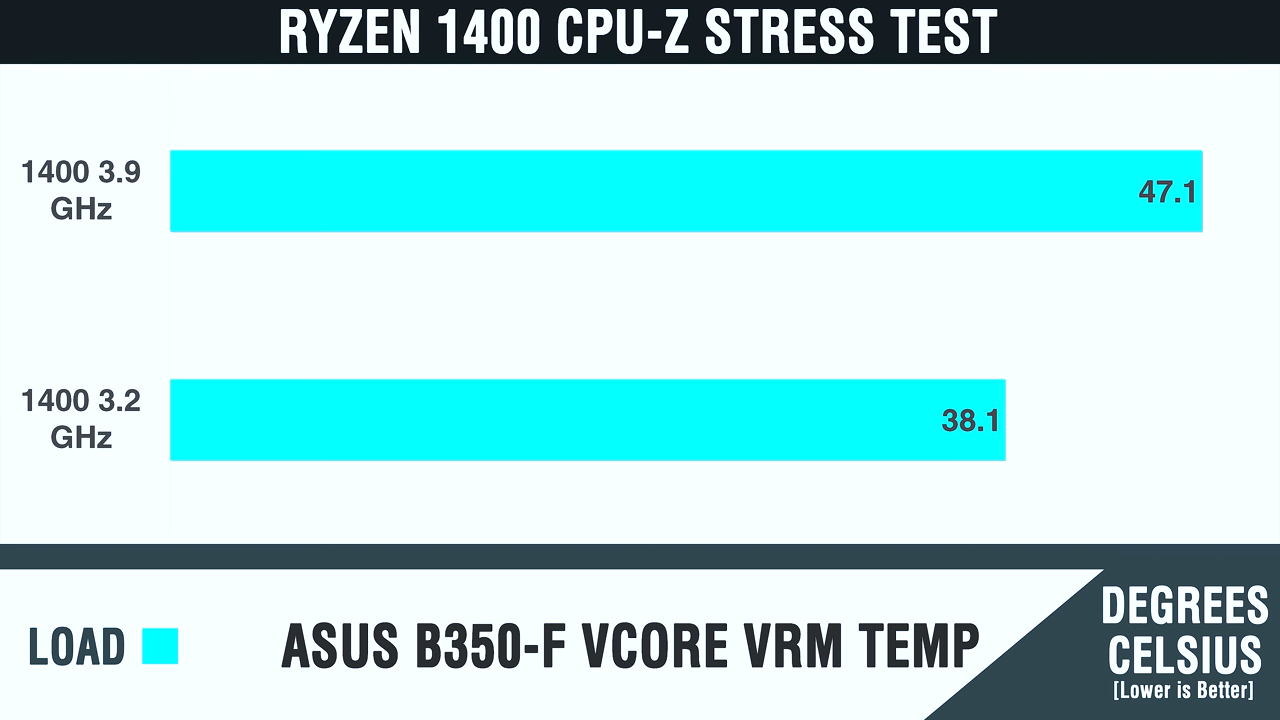 RYZEN 1400 CPU-Z STRESS TEST
1400 3.9
GHz
47.1
1400 3.2
GHz
38.1
LOAD
ASUS B350-F VCORE VRM TEMP
DEGREES
CELSIUS
[Lower is Better]